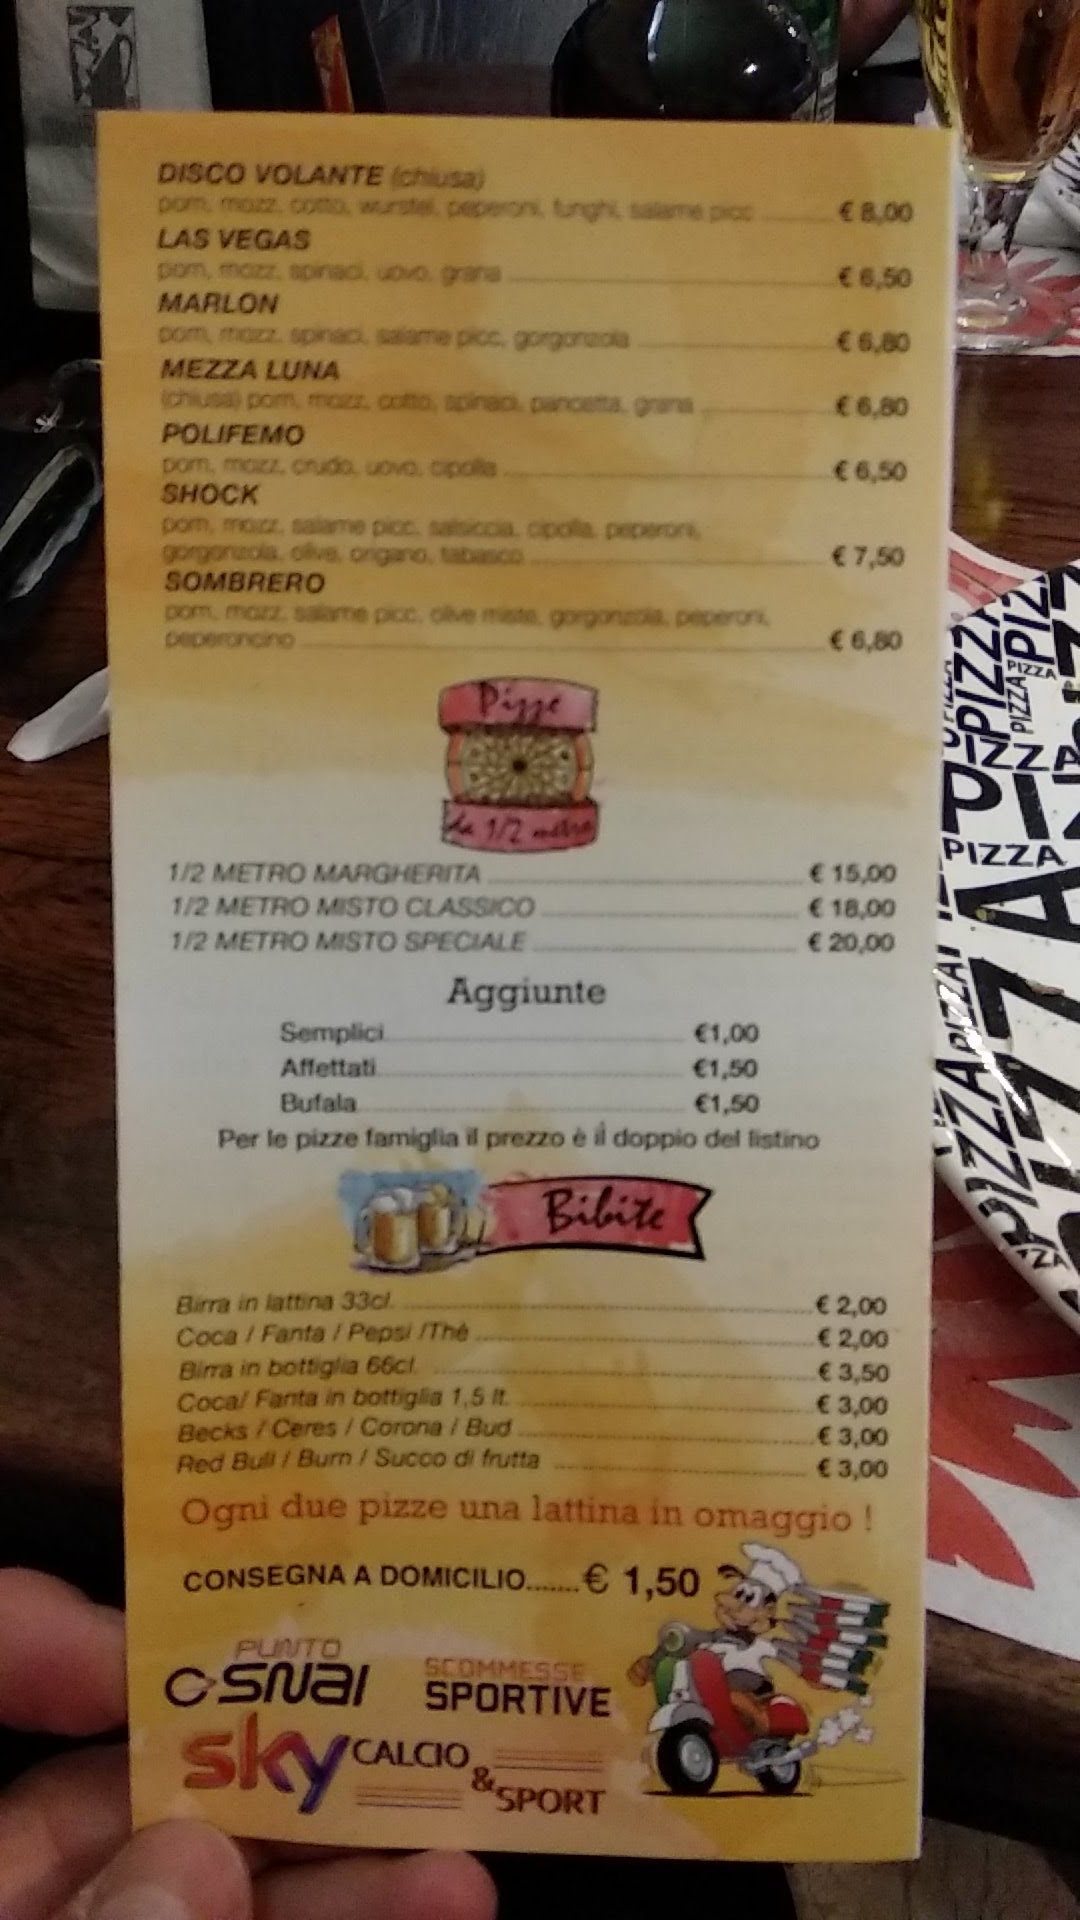 DISCO VOLANTE (chiusa)
pom, mozz, cotto, wurstel, peperoni, funghi, salame picc € 8,00
LAS VEGAS
pom, mozz, spinaci, uovo, grana € 6,50
MARLON
pom, mozz, spinaci, salame picc, gorgonzola € 6,80
MEZZA LUNA
(chiusa) pom, mozz, cotto, spinaci, pancetta, grana € 6,80
POLIFEMO
pom, mozz, crudo, uovo, cipolla € 6,50
SHOCK
pom, mozz, salame picc, salsiccia, cipolla, peperoni,
gorgonzola, olive, origano, tabasco € 7,50
SOMBRERO
pom, mozz, salame picc, olive miste, gorgonzola, peperoni,
peperoncino € 6,80
Pizze
da 1/2 metro
1/2 METRO MARGHERITA € 15,00
1/2 METRO MISTO CLASSICO € 18,00
1/2 METRO MISTO SPECIALE € 20,00
Aggiunte
Semplici €1,00
Affettati €1,50
Bufala €1,50
Per le pizze famiglia il prezzo è il doppio del listino
Bibite
Birra in lattina 33cl. € 2,00
Coca / Fanta / Pepsi /Thè € 2,00
Birra in bottiglia 66cl. € 3,50
Coca/ Fanta in bottiglia 1,5 lt. € 3,00
Becks / Ceres / Corona / Bud € 3,00
Red Bull / Burn / Succo di frutta € 3,00
Ogni due pizze una lattina in omaggio !
CONSEGNA A DOMICILIO.......€ 1,50
PUNTO
SNAI
SCOMMESSE
SPORTIVE
sky CALCIO
& SPORT
PIZZA
PIZZA
PIZZA
PIZZA
PIZZA